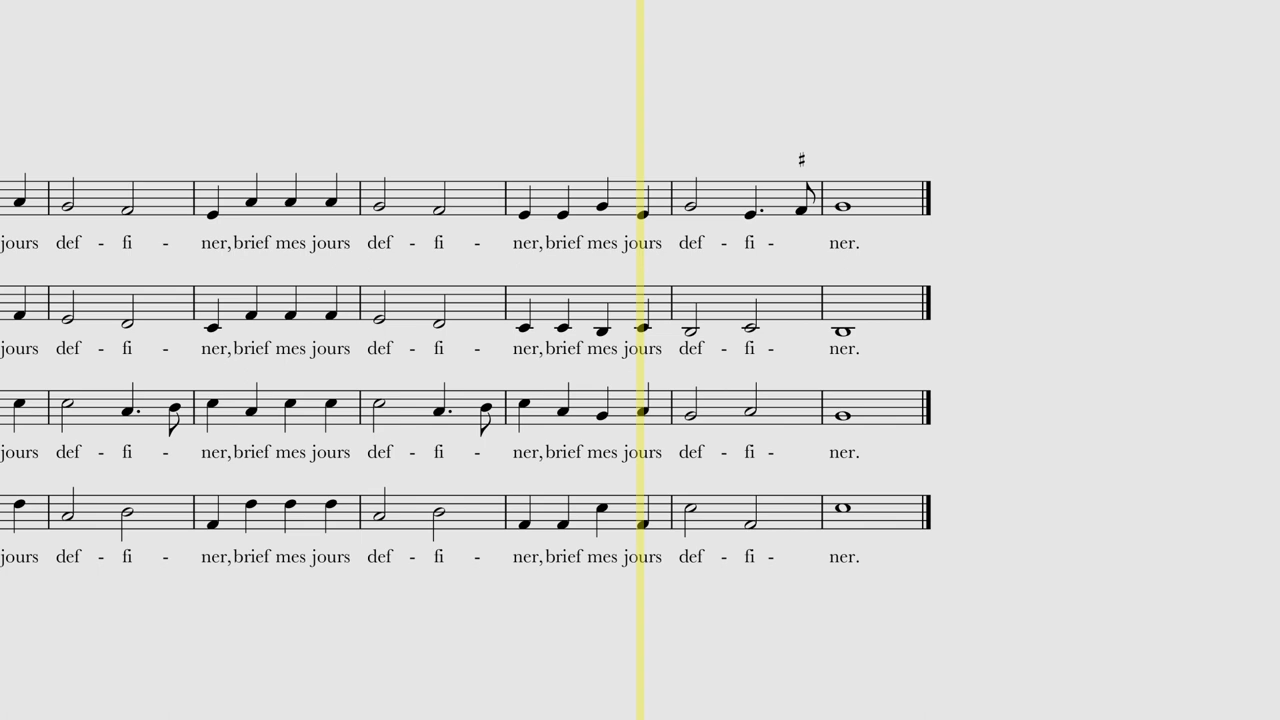 ♯
jours def - fi - ner, brief mes jours def - fi - ner, brief mes jours def - fi - ner.
jours def - fi - ner, brief mes jours def - fi - ner, brief mes jours def - fi - ner.
jours def - fi - ner, brief mes jours def - fi - ner, brief mes jours def - fi - ner.
jours def - fi - ner, brief mes jours def - fi - ner, brief mes jours def - fi - ner.